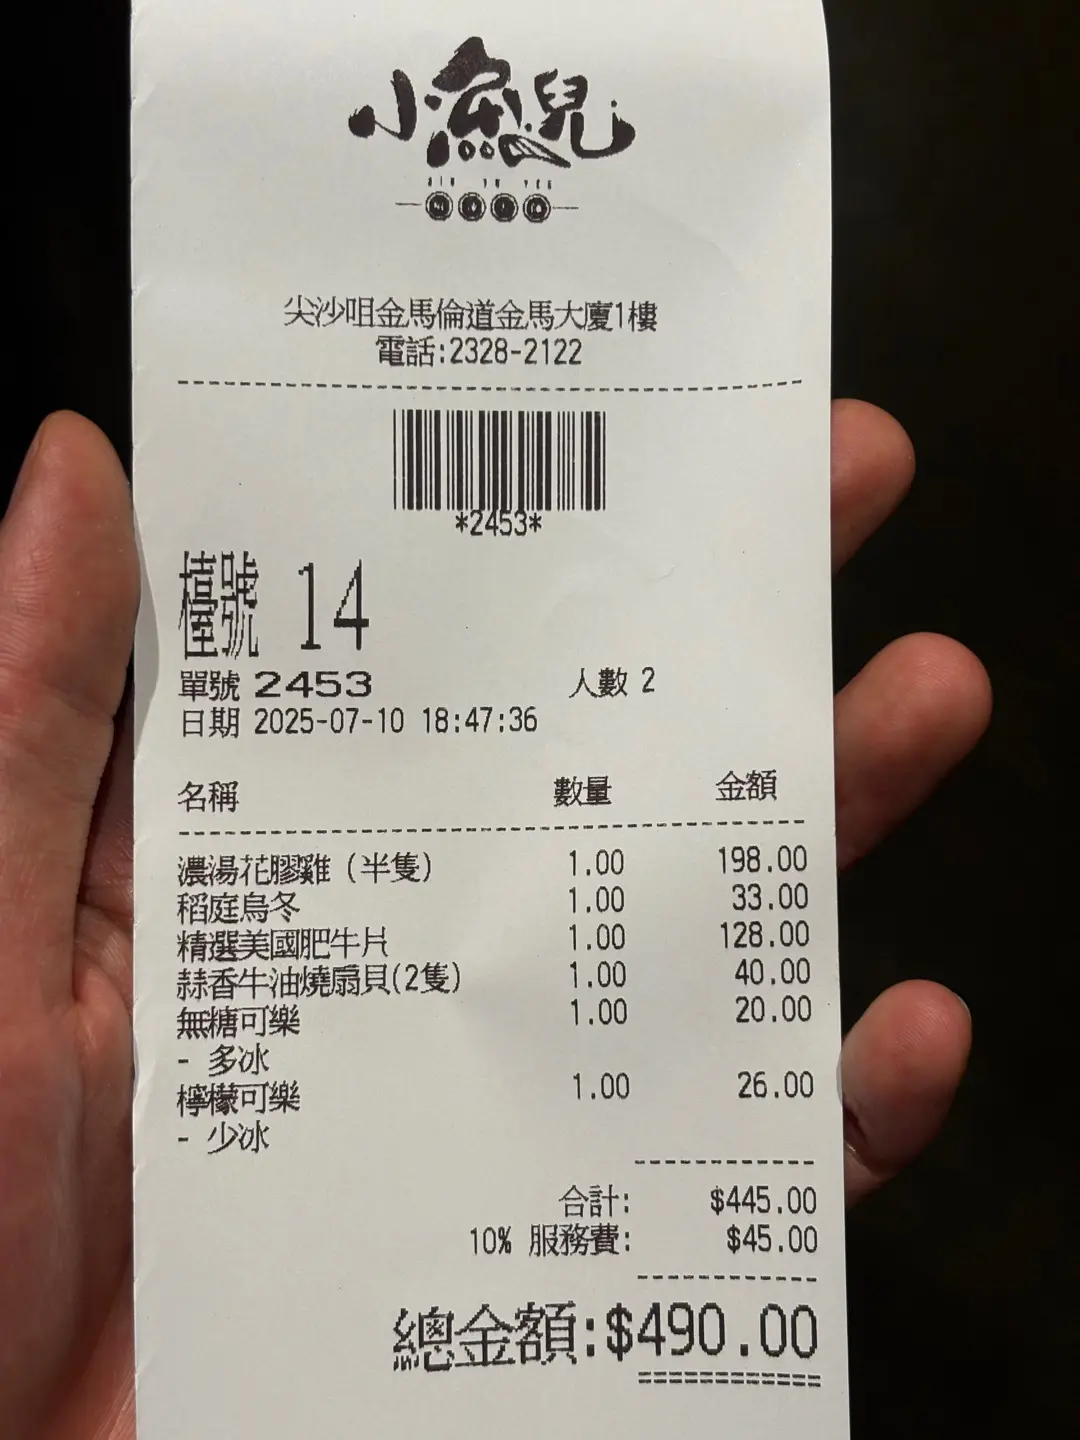 小魚兒
尖沙咀金馬倫道金馬大廈1樓
電話:2328-2122
*2453*
檯號 14
單號 2453 人數 2
日期 2025-07-10 18:47:36
名稱 數量 金額
濃湯花膠雞(半隻) 1.00 198.00
稻庭烏冬 1.00 33.00
精選美國肥牛片 1.00 128.00
蒜香牛油燒扇貝(2隻) 1.00 40.00
無糖可樂 1.00 20.00
- 多冰
檸檬可樂 1.00 26.00
- 少冰
合計: $445.00
10% 服務費: $45.00
總金額:$490.00